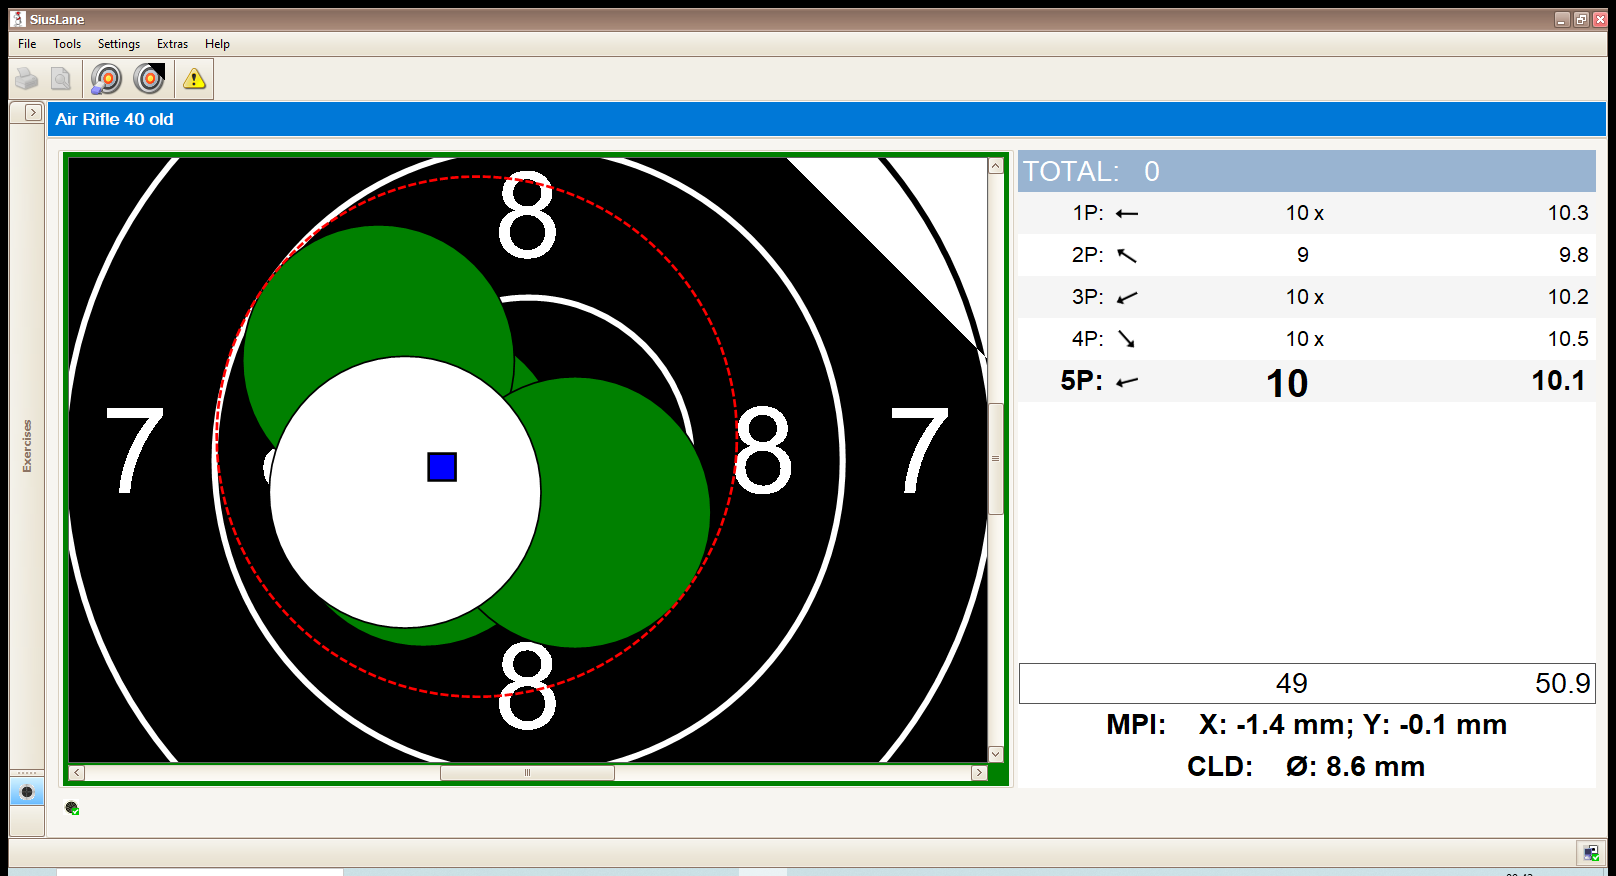 SiusLane
File Tools Settings Extras Help
Air Rifle 40 old
Exercises
8
7 8 7
8
TOTAL: 0
1P: 10 x 10.3
2P: 9 9.8
3P: 10 x 10.2
4P: 10 x 10.5
5P: 10 10.1
49 50.9
MPI: X: -1.4 mm; Y: -0.1 mm
CLD: Ø: 8.6 mm